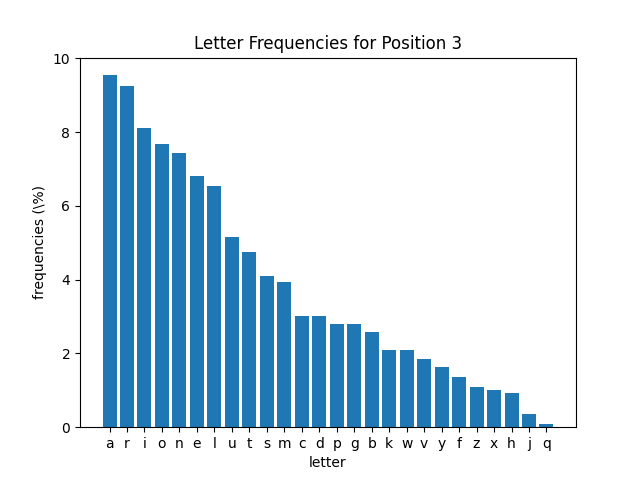 Letter Frequencies for Position 3
10
8
6
4
2
0
frequencies (\%)
a r i o n e l u t s m c d p g b k w v y f z x h j q
letter